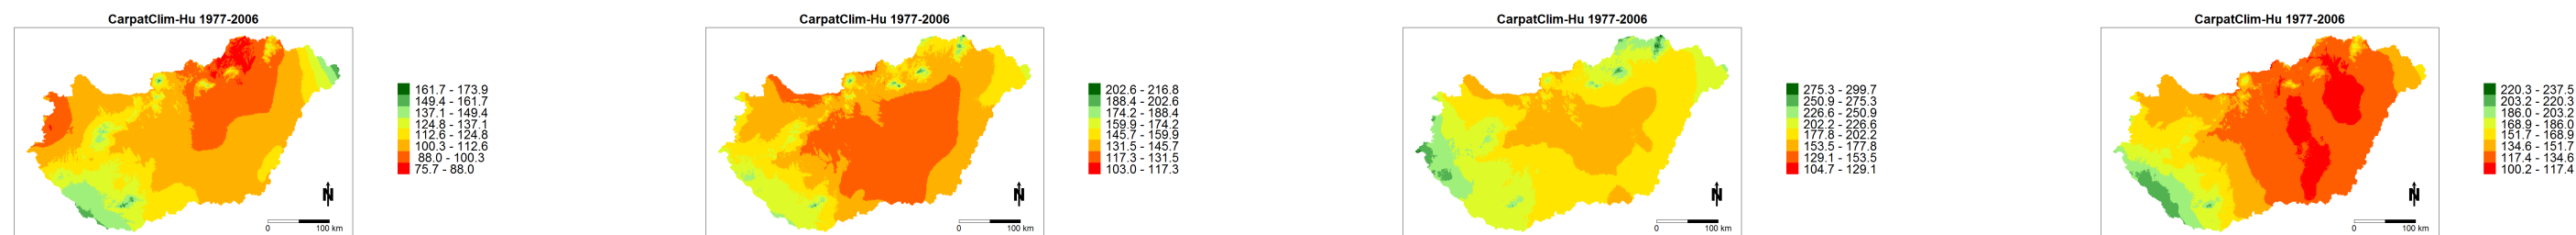 CarpatClim-Hu 1977-2006
161.7 - 173.9
149.4 - 161.7
137.1 - 149.4
124.8 - 137.1
112.6 - 124.8
100.3 - 112.6
88.0 - 100.3
75.7 - 88.0
N
0 100 km
CarpatClim-Hu 1977-2006
202.6 - 216.8
188.4 - 202.6
174.2 - 188.4
159.9 - 174.2
145.7 - 159.9
131.5 - 145.7
117.3 - 131.5
103.0 - 117.3
N
0 100 km
CarpatClim-Hu 1977-2006
275.3 - 299.7
250.9 - 275.3
226.6 - 250.9
202.2 - 226.6
177.8 - 202.2
153.5 - 177.8
129.1 - 153.5
104.7 - 129.1
N
0 100 km
CarpatClim-Hu 1977-2006
220.3 - 237.5
203.2 - 220.3
186.0 - 203.2
168.9 - 186.0
151.7 - 168.9
134.6 - 151.7
117.4 - 134.6
100.2 - 117.4
N
0 100 km